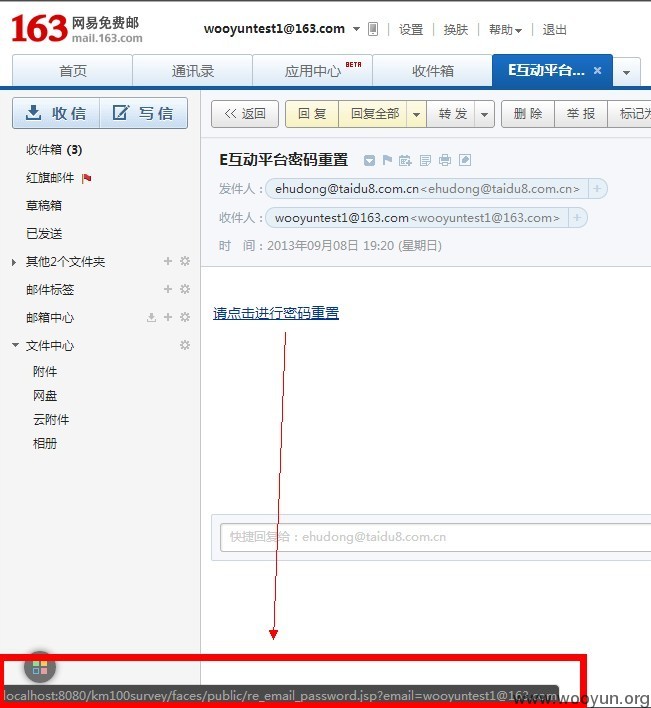 163 网易免费邮
mail.163.com
wooyuntest1@163.com 设置 换肤 帮助 退出
首页 通讯录 应用中心 BETA 收件箱 E互动平台... ×
收信 写信
<< 返回 回复 回复全部 转发 删除 举报 标记为
收件箱 (3)
红旗邮件
草稿箱
已发送
其他2个文件夹
邮件标签
邮箱中心
文件中心
附件
网盘
云附件
相册
E互动平台密码重置
发件人：ehudong@taidu8.com.cn<ehudong@taidu8.com.cn> +
收件人：wooyuntest1@163.com<wooyuntest1@163.com> +
时 间：2013年09月08日 19:20 (星期日)
请点击进行密码重置
快捷回复给：ehudong@taidu8.com.cn
localhost:8080/km100survey/faces/public/re_email_password.jsp?email=wooyuntest1@163.com
www.wooyun.org